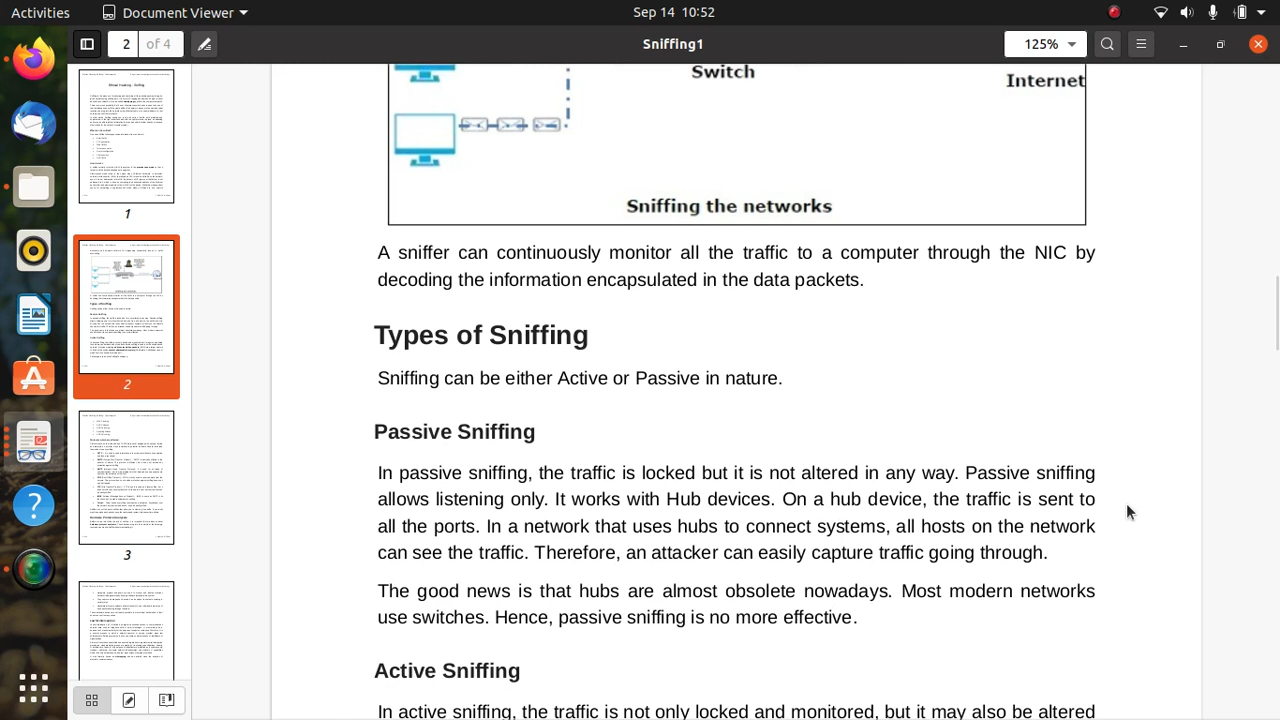 Activities
Document Viewer
Sep 14 10:52
2 of 4
Sniffing1
125%
1
2
3
Switch
Internet
Sniffing the networks
A sniffer can continuously monitor all the traffic to a computer through the NIC by
decoding the information encapsulated in the data packets.
Types of Sniffing
Sniffing can be either Active or Passive in nature.
Passive Sniffing
In passive sniffing, the traffic is locked but it is not altered in any way. Passive sniffing
allows listening only. It works with Hub devices. On a hub device, the traffic is sent to
all the ports. In a network that uses hubs to connect systems, all hosts on the network
can see the traffic. Therefore, an attacker can easily capture traffic going through.
The good news is that hubs are almost obsolete nowadays. Most modern networks
use switches. Hence, passive sniffing is no more effective.
Active Sniffing
In active sniffing, the traffic is not only locked and monitored, but it may also be altered